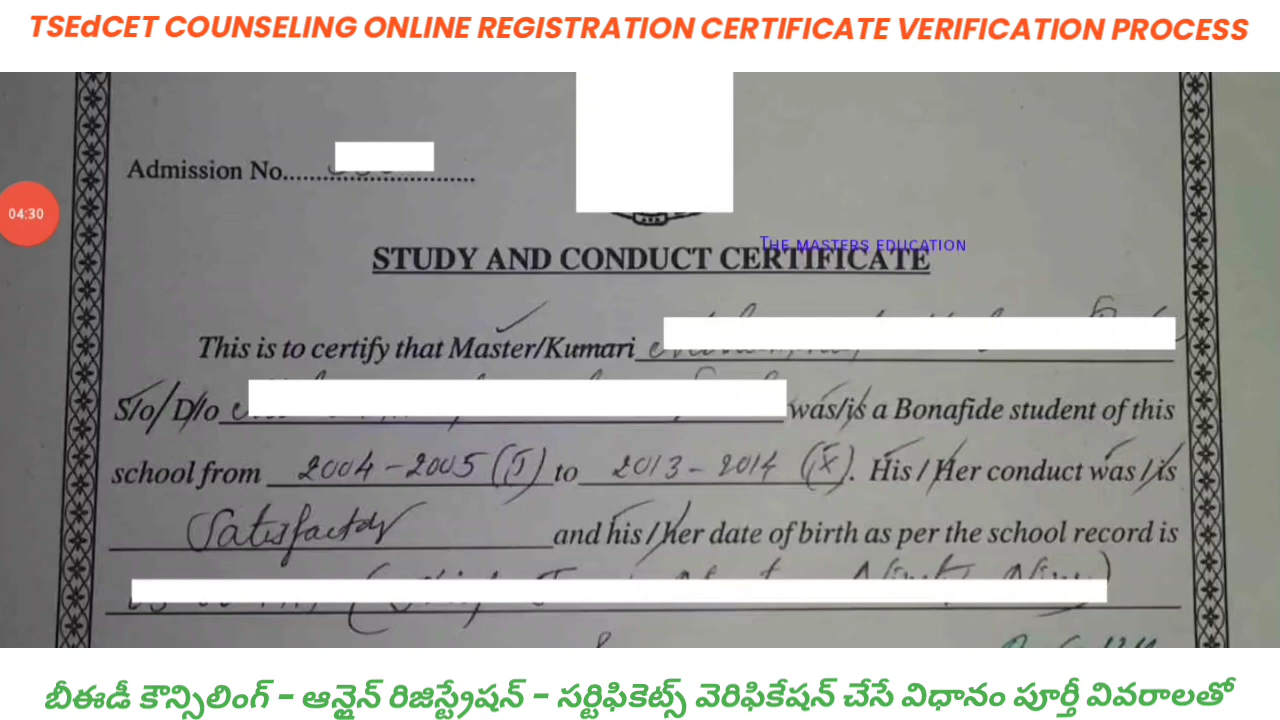 TSEdCET COUNSELING ONLINE REGISTRATION CERTIFICATE VERIFICATION PROCESS
Admission No.
04:30
THE MASTERS EDUCATION
STUDY AND CONDUCT CERTIFICATE
This is to certify that Master/Kumari
S/o/ D/o was/is a Bonafide student of this
school from 2004-2005 (I) to 2013-2014 (X). His / Her conduct was / is
Satisfactory and his / her date of birth as per the school record is
బీఈడీ కౌన్సిలింగ్ - ఆన్లైన్ రిజిస్ట్రేషన్ - సర్టిఫికెట్స్ వెరిఫికేషన్ చేసే విధానం పూర్తీ వివరాలతో